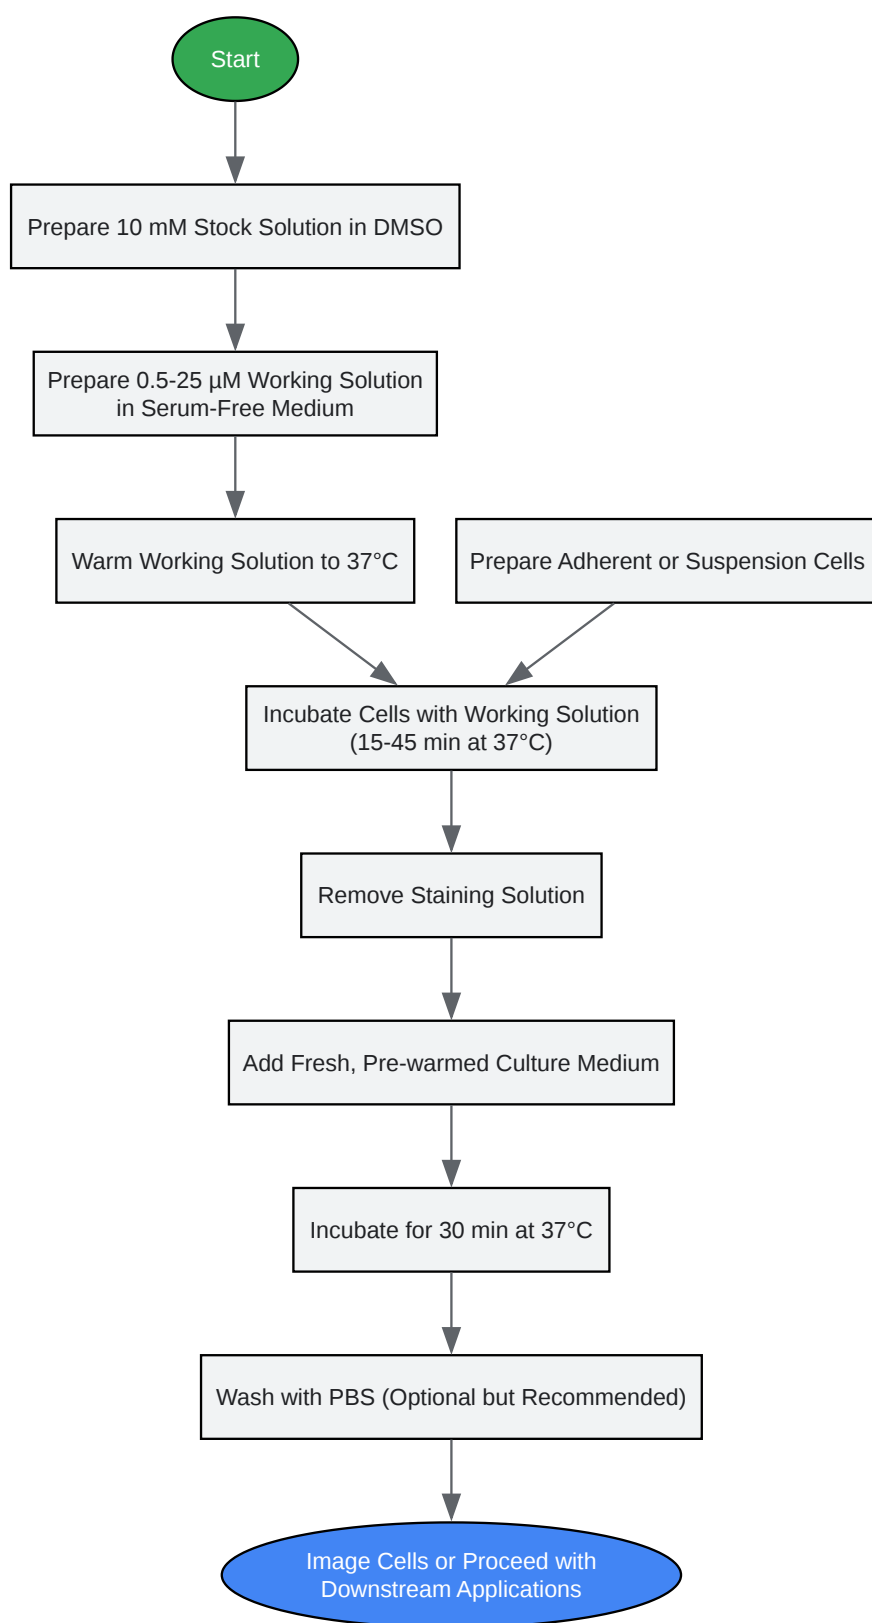 Start
Prepare 10 mM Stock Solution in DMSO
Prepare 0.5-25 µM Working Solution
in Serum-Free Medium
Warm Working Solution to 37°C
Prepare Adherent or Suspension Cells
Incubate Cells with Working Solution
(15-45 min at 37°C)
Remove Staining Solution
Add Fresh, Pre-warmed Culture Medium
Incubate for 30 min at 37°C
Wash with PBS (Optional but Recommended)
Image Cells or Proceed with
Downstream Applications